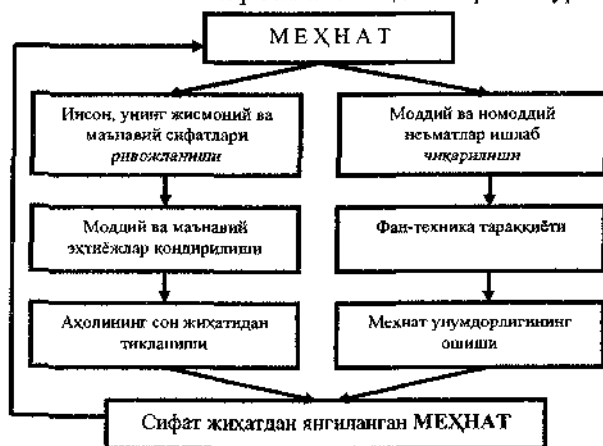 МЕҲНАТ
Инсон, унинг жисмоний ва
маънавий сифатлари
ривожланиши
Моддий ва номоддий
неъматлар ишлаб
чиқарилиши
Моддий ва маънавий
эҳтиёжлар қондирилиши
Фан-техника тараққиёти
Аҳолининг сон жиҳатидан
тикланиши
Меҳнат унумдорлигининг
ошиши
Сифат жиҳатдан янгиланган МЕҲНАТ